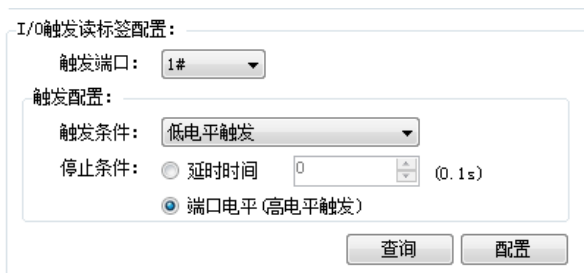 I/O触发读标签配置：
触发端口： 1#
触发配置：
触发条件： 低电平触发
停止条件： 延时时间 0 (0.1s)
端口电平(高电平触发)
查询 配置